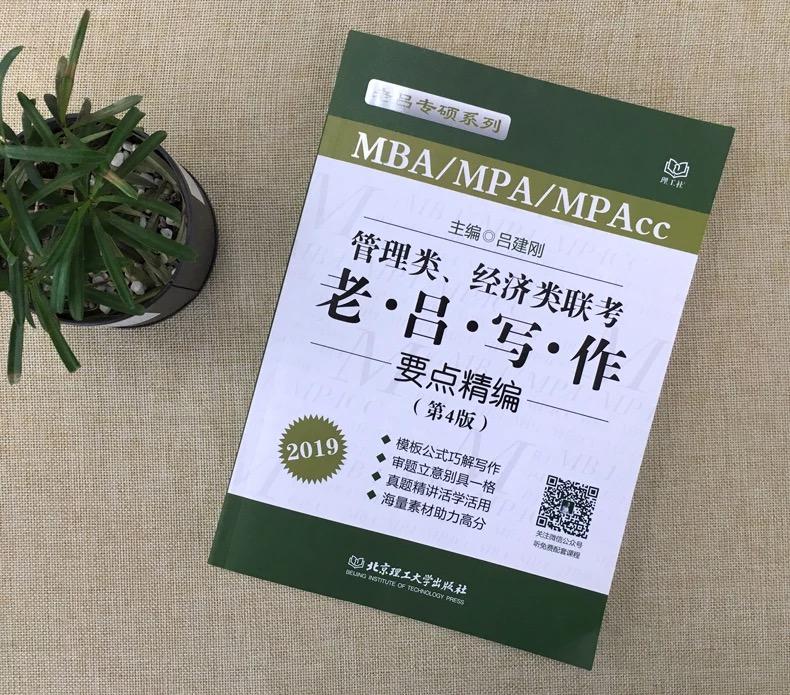 老吕专硕系列
理工社
MBA/MPA/MPAcc
主编◎吕建刚
管理类、经济类联考
老·吕·写·作
要点精编
（第4版）
2019
模板公式巧解写作
审题立意别具一格
真题精讲活学活用
海量素材助力高分
关注微信公众号
听免费配套课程
北京理工大学出版社
BEIJING INSTITUTE OF TECHNOLOGY PRESS